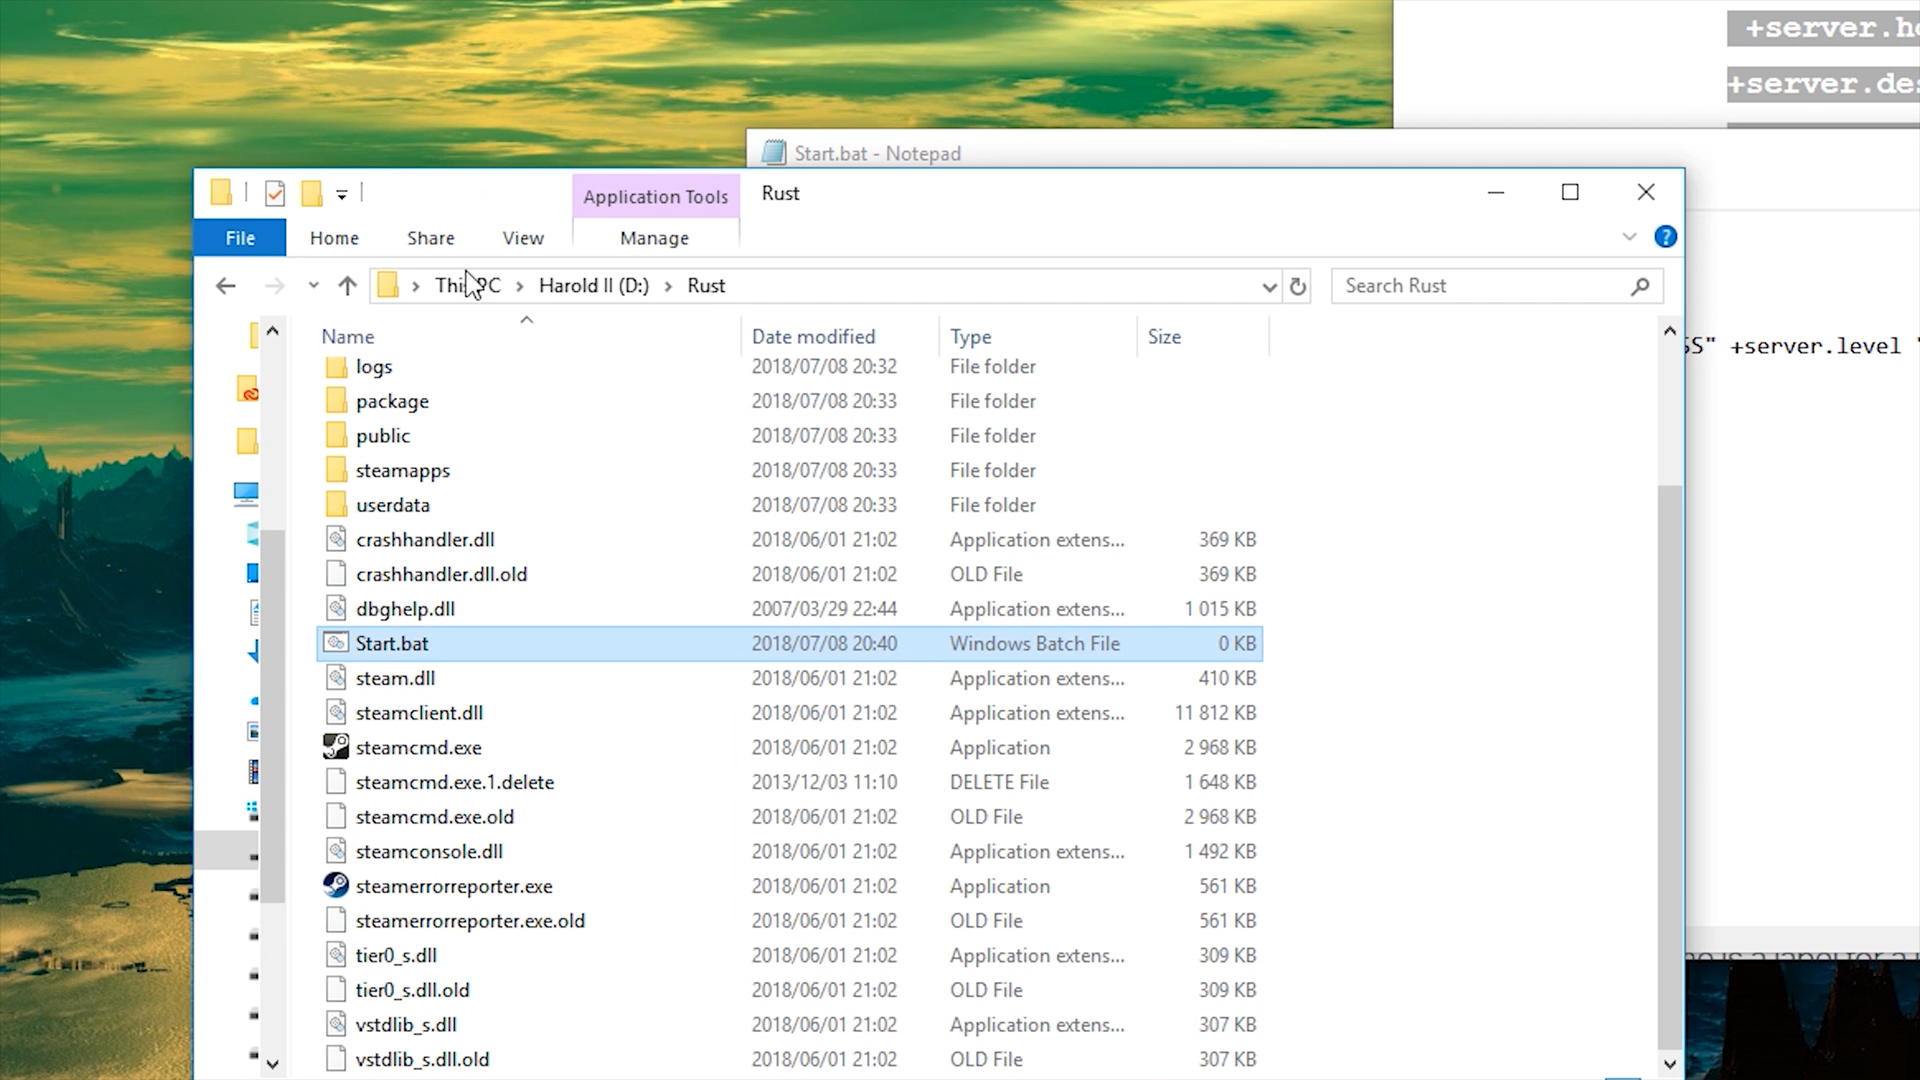 +server.ho
+server.des
Start.bat - Notepad
Application Tools
Rust
File
Home
Share
View
Manage
This PC
Harold II (D:)
Rust
Search Rust
Name
Date modified
Type
Size
SS" +server.level "
logs 2018/07/08 20:32 File folder
package 2018/07/08 20:33 File folder
public 2018/07/08 20:33 File folder
steamapps 2018/07/08 20:33 File folder
userdata 2018/07/08 20:33 File folder
crashhandler.dll 2018/06/01 21:02 Application extens... 369 KB
crashhandler.dll.old 2018/06/01 21:02 OLD File 369 KB
dbghelp.dll 2007/03/29 22:44 Application extens... 1 015 KB
Start.bat 2018/07/08 20:40 Windows Batch File 0 KB
steam.dll 2018/06/01 21:02 Application extens... 410 KB
steamclient.dll 2018/06/01 21:02 Application extens... 11 812 KB
steamcmd.exe 2018/06/01 21:02 Application 2 968 KB
steamcmd.exe.1.delete 2013/12/03 11:10 DELETE File 1 648 KB
steamcmd.exe.old 2018/06/01 21:02 OLD File 2 968 KB
steamconsole.dll 2018/06/01 21:02 Application extens... 1 492 KB
steamerrorreporter.exe 2018/06/01 21:02 Application 561 KB
steamerrorreporter.exe.old 2018/06/01 21:02 OLD File 561 KB
tier0_s.dll 2018/06/01 21:02 Application extens... 309 KB
tier0_s.dll.old 2018/06/01 21:02 OLD File 309 KB
vstdlib_s.dll 2018/06/01 21:02 Application extens... 307 KB
vstdlib_s.dll.old 2018/06/01 21:02 OLD File 307 KB